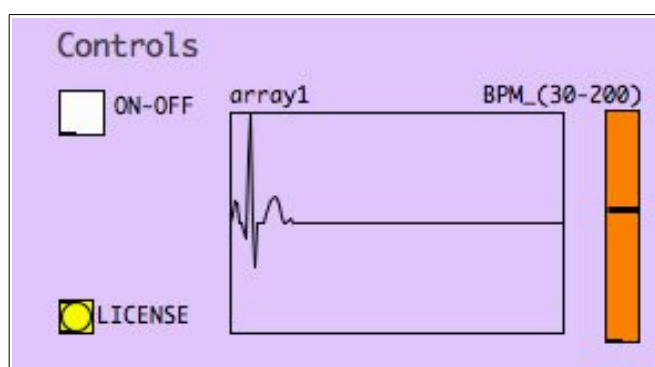 Controls
ON-OFF
array1
BPM_(30-200)
LICENSE